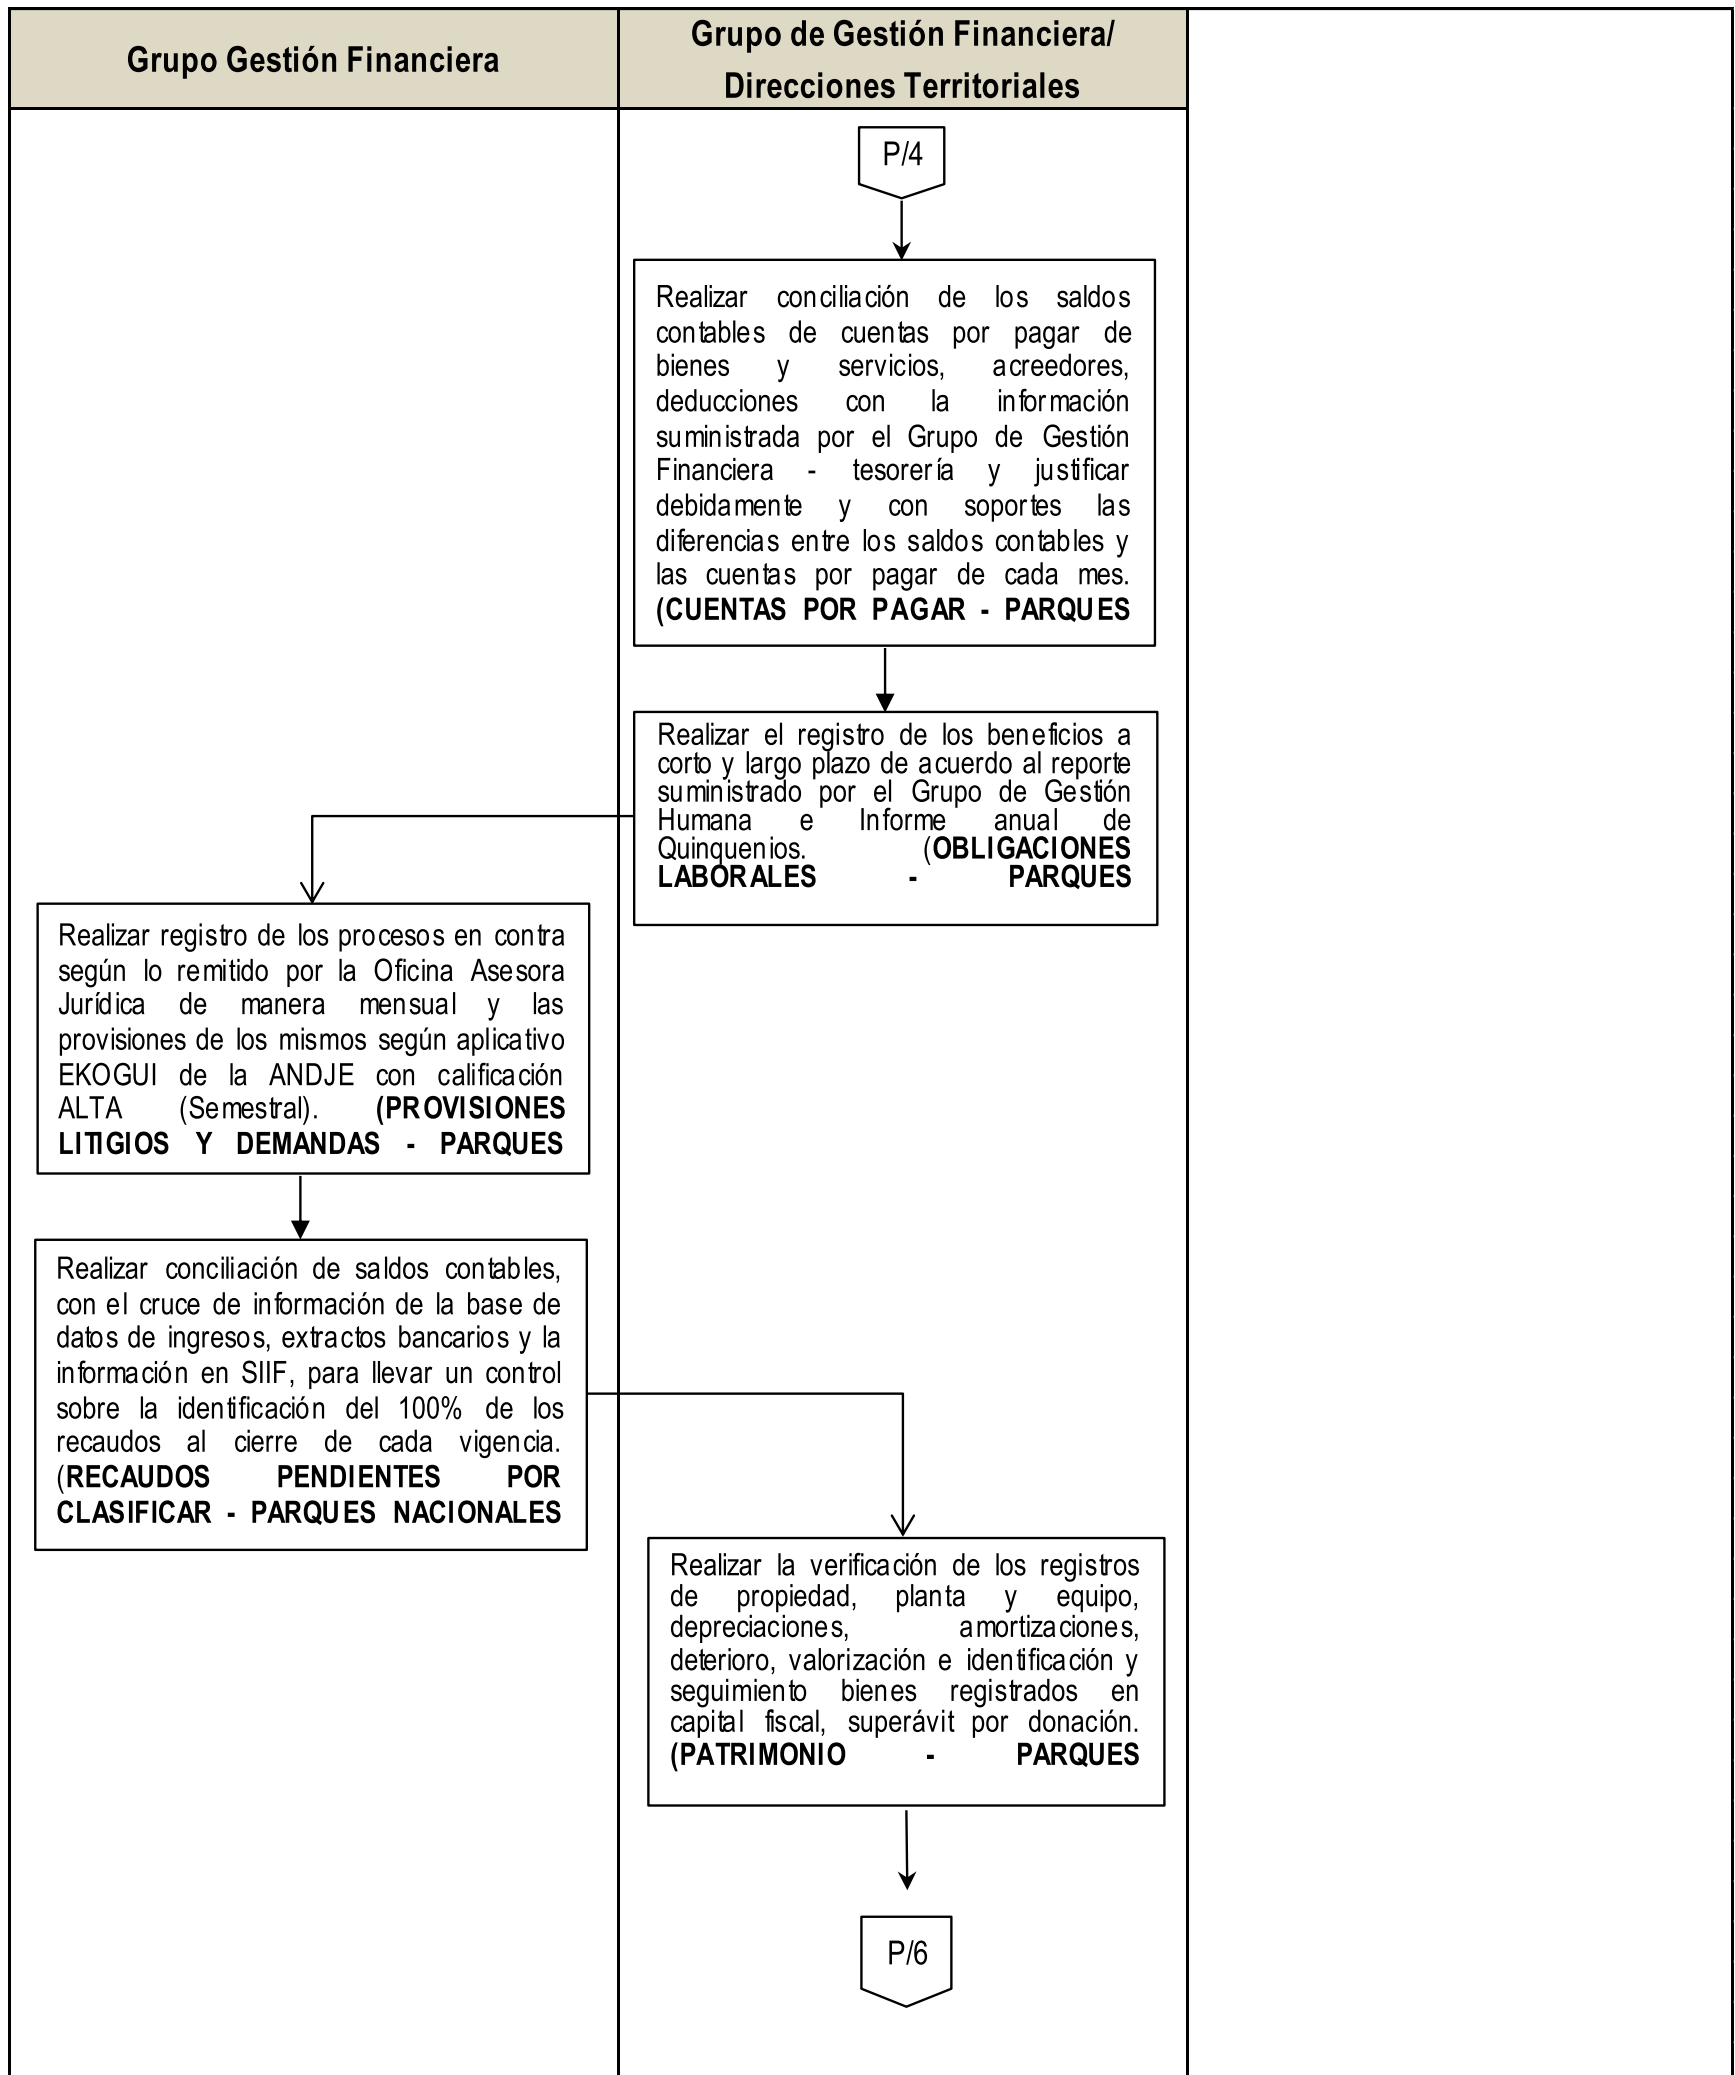 Grupo Gestión Financiera
Grupo de Gestión Financiera/
Direcciones Territoriales
P/4
Realizar conciliación de los saldos
contables de cuentas por pagar de
bienes y servicios, acreedores,
deducciones con la información
suministrada por el Grupo de Gestión
Financiera - tesorería y justificar
debidamente y con soportes las
diferencias entre los saldos contables y
las cuentas por pagar de cada mes.
(CUENTAS POR PAGAR - PARQUES
Realizar el registro de los beneficios a
corto y largo plazo de acuerdo al reporte
suministrado por el Grupo de Gestión
Humana e Informe anual de
Quinquenios. (OBLIGACIONES
LABORALES - PARQUES
Realizar registro de los procesos en contra
según lo remitido por la Oficina Asesora
Jurídica de manera mensual y las
provisiones de los mismos según aplicativo
EKOGUI de la ANDJE con calificación
ALTA (Semestral). (PROVISIONES
LITIGIOS Y DEMANDAS - PARQUES
Realizar conciliación de saldos contables,
con el cruce de información de la base de
datos de ingresos, extractos bancarios y la
información en SIIF, para llevar un control
sobre la identificación del 100% de los
recaudos al cierre de cada vigencia.
(RECAUDOS PENDIENTES POR
CLASIFICAR - PARQUES NACIONALES
Realizar la verificación de los registros
de propiedad, planta y equipo,
depreciaciones, amortizaciones,
deterioro, valorización e identificación y
seguimiento bienes registrados en
capital fiscal, superávit por donación.
(PATRIMONIO - PARQUES
P/6